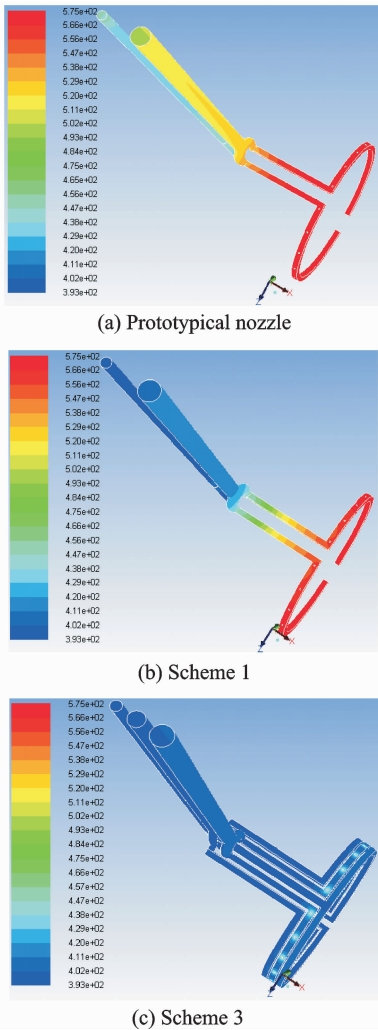 5.75e+02
5.66e+02
5.56e+02
5.47e+02
5.38e+02
5.29e+02
5.20e+02
5.11e+02
5.02e+02
4.93e+02
4.84e+02
4.75e+02
4.66e+02
4.57e+02
4.47e+02
4.38e+02
4.29e+02
4.20e+02
4.11e+02
4.02e+02
3.93e+02
Z
X
(a) Prototypical nozzle
5.75e+02
5.66e+02
5.56e+02
5.47e+02
5.38e+02
5.29e+02
5.20e+02
5.11e+02
5.02e+02
4.93e+02
4.84e+02
4.75e+02
4.66e+02
4.57e+02
4.47e+02
4.38e+02
4.29e+02
4.20e+02
4.11e+02
4.02e+02
3.93e+02
Z
X
(b) Scheme 1
5.75e+02
5.66e+02
5.56e+02
5.47e+02
5.38e+02
5.29e+02
5.20e+02
5.11e+02
5.02e+02
4.93e+02
4.84e+02
4.75e+02
4.66e+02
4.57e+02
4.47e+02
4.38e+02
4.29e+02
4.20e+02
4.11e+02
4.02e+02
3.93e+02
Z
X
(c) Scheme 3